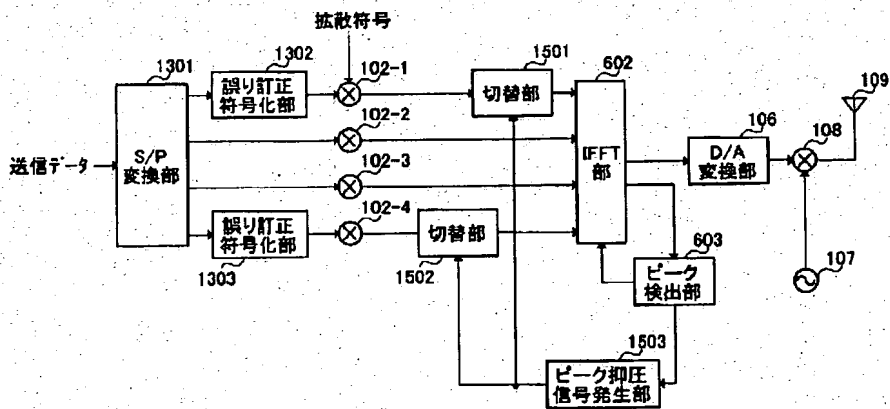 拡散符号
1301
1302
誤り訂正
符号化部
102-1
1501
切替部
602
109
102-2
送信データ
S/P
変換部
102-3
IFFT
部
106
D/A
変換部
108
誤り訂正
符号化部
1303
102-4
切替部
1502
603
ピーク
検出部
107
1503
ピーク抑圧
信号発生部